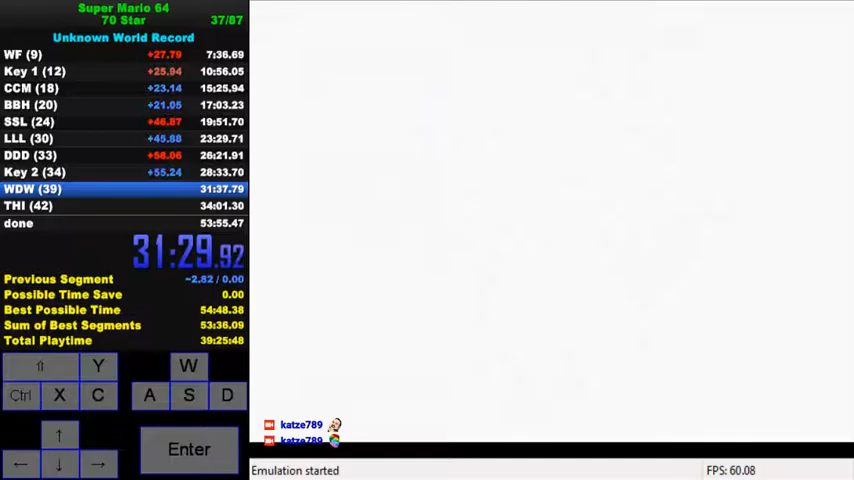 Super Mario 64
70 Star 37/87
Unknown World Record
WF (9) +27.79 7:36.69
Key 1 (12) +25.94 10:56.05
CCM (18) +23.14 15:25.94
BBH (20) +21.05 17:03.23
SSL (24) +46.87 19:51.70
LLL (30) +45.88 23:29.71
DDD (33) +58.06 26:21.91
Key 2 (34) +55.24 28:33.70
WDW (39) 31:37.79
THI (42) 34:01.30
done 53:55.47
31:29.92
Previous Segment -2.82 / 0.00
Possible Time Save 0.00
Best Possible Time 54:48.38
Sum of Best Segments 53:36.09
Total Playtime 39:25:48
⇧ Y W
Ctrl X C A S D
↑
← ↓ → Enter
katze789
katze789
Emulation started FPS: 60.08